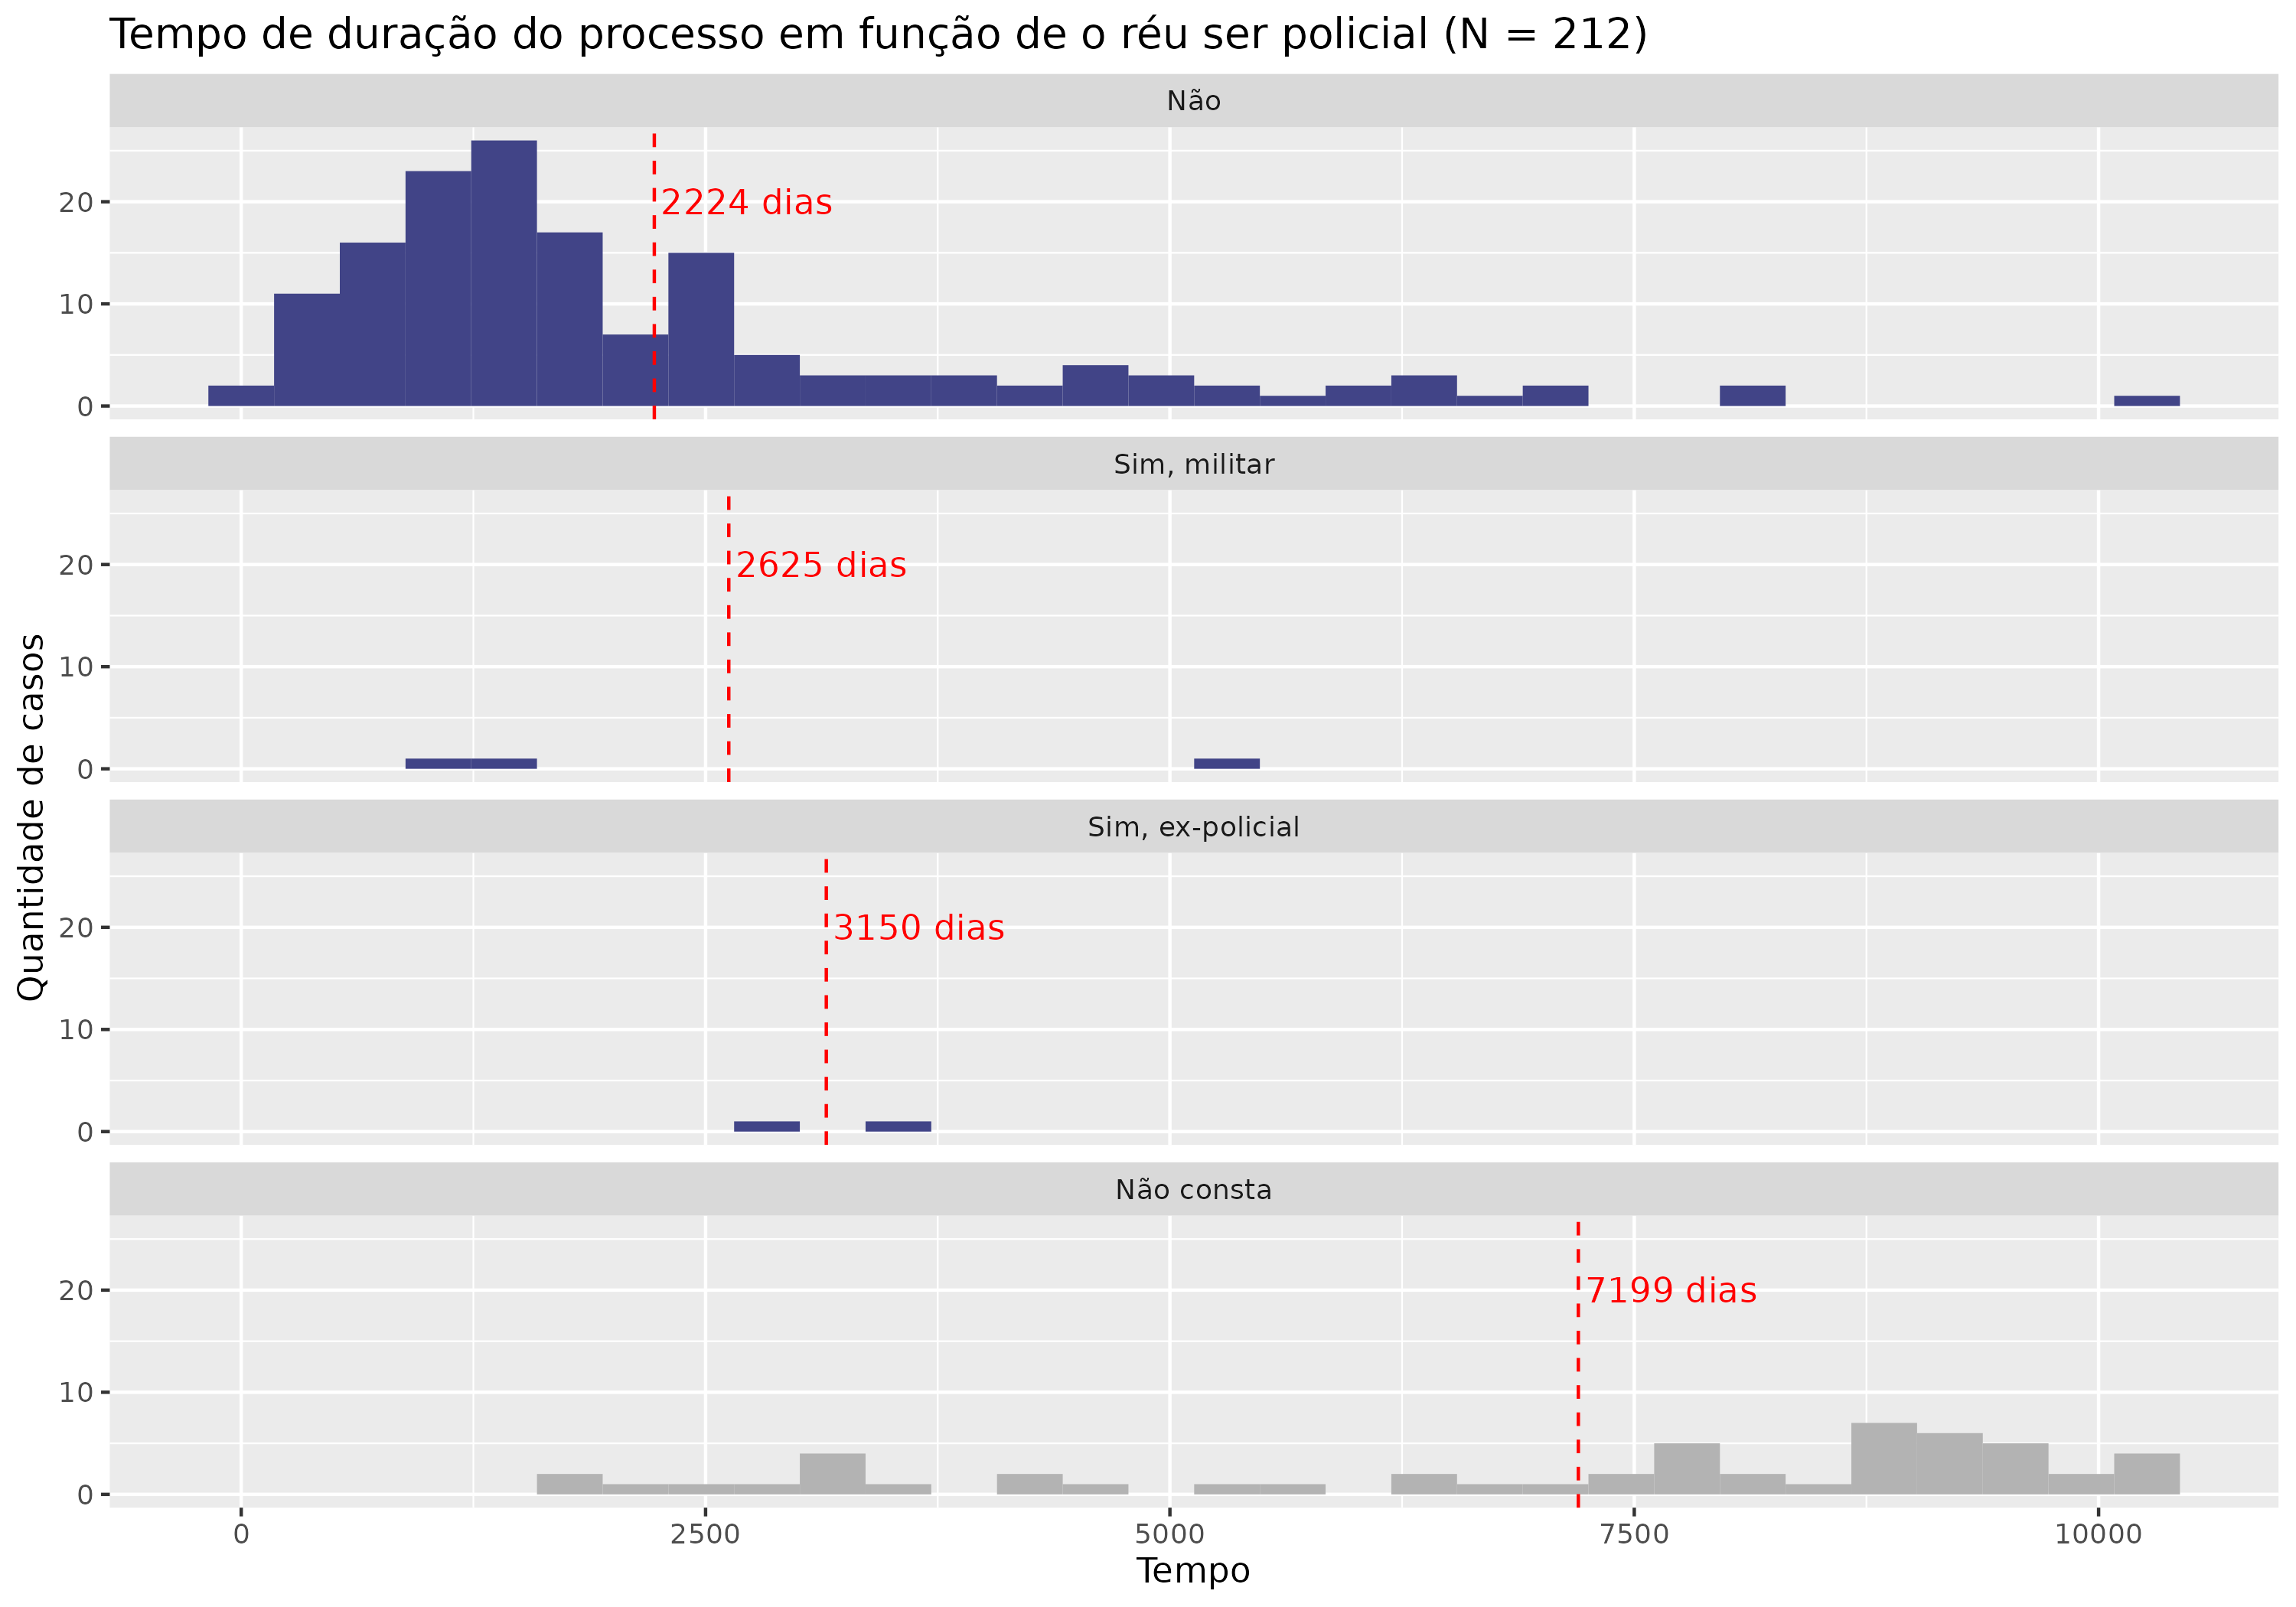 Tempo de duração do processo em função de o réu ser policial (N = 212)
Não
20
10
0
2224 dias
Sim, militar
20
10
0
2625 dias
Sim, ex-policial
20
10
0
3150 dias
Não consta
20
10
0
7199 dias
0 2500 5000 7500 10000
Tempo
Quantidade de casos